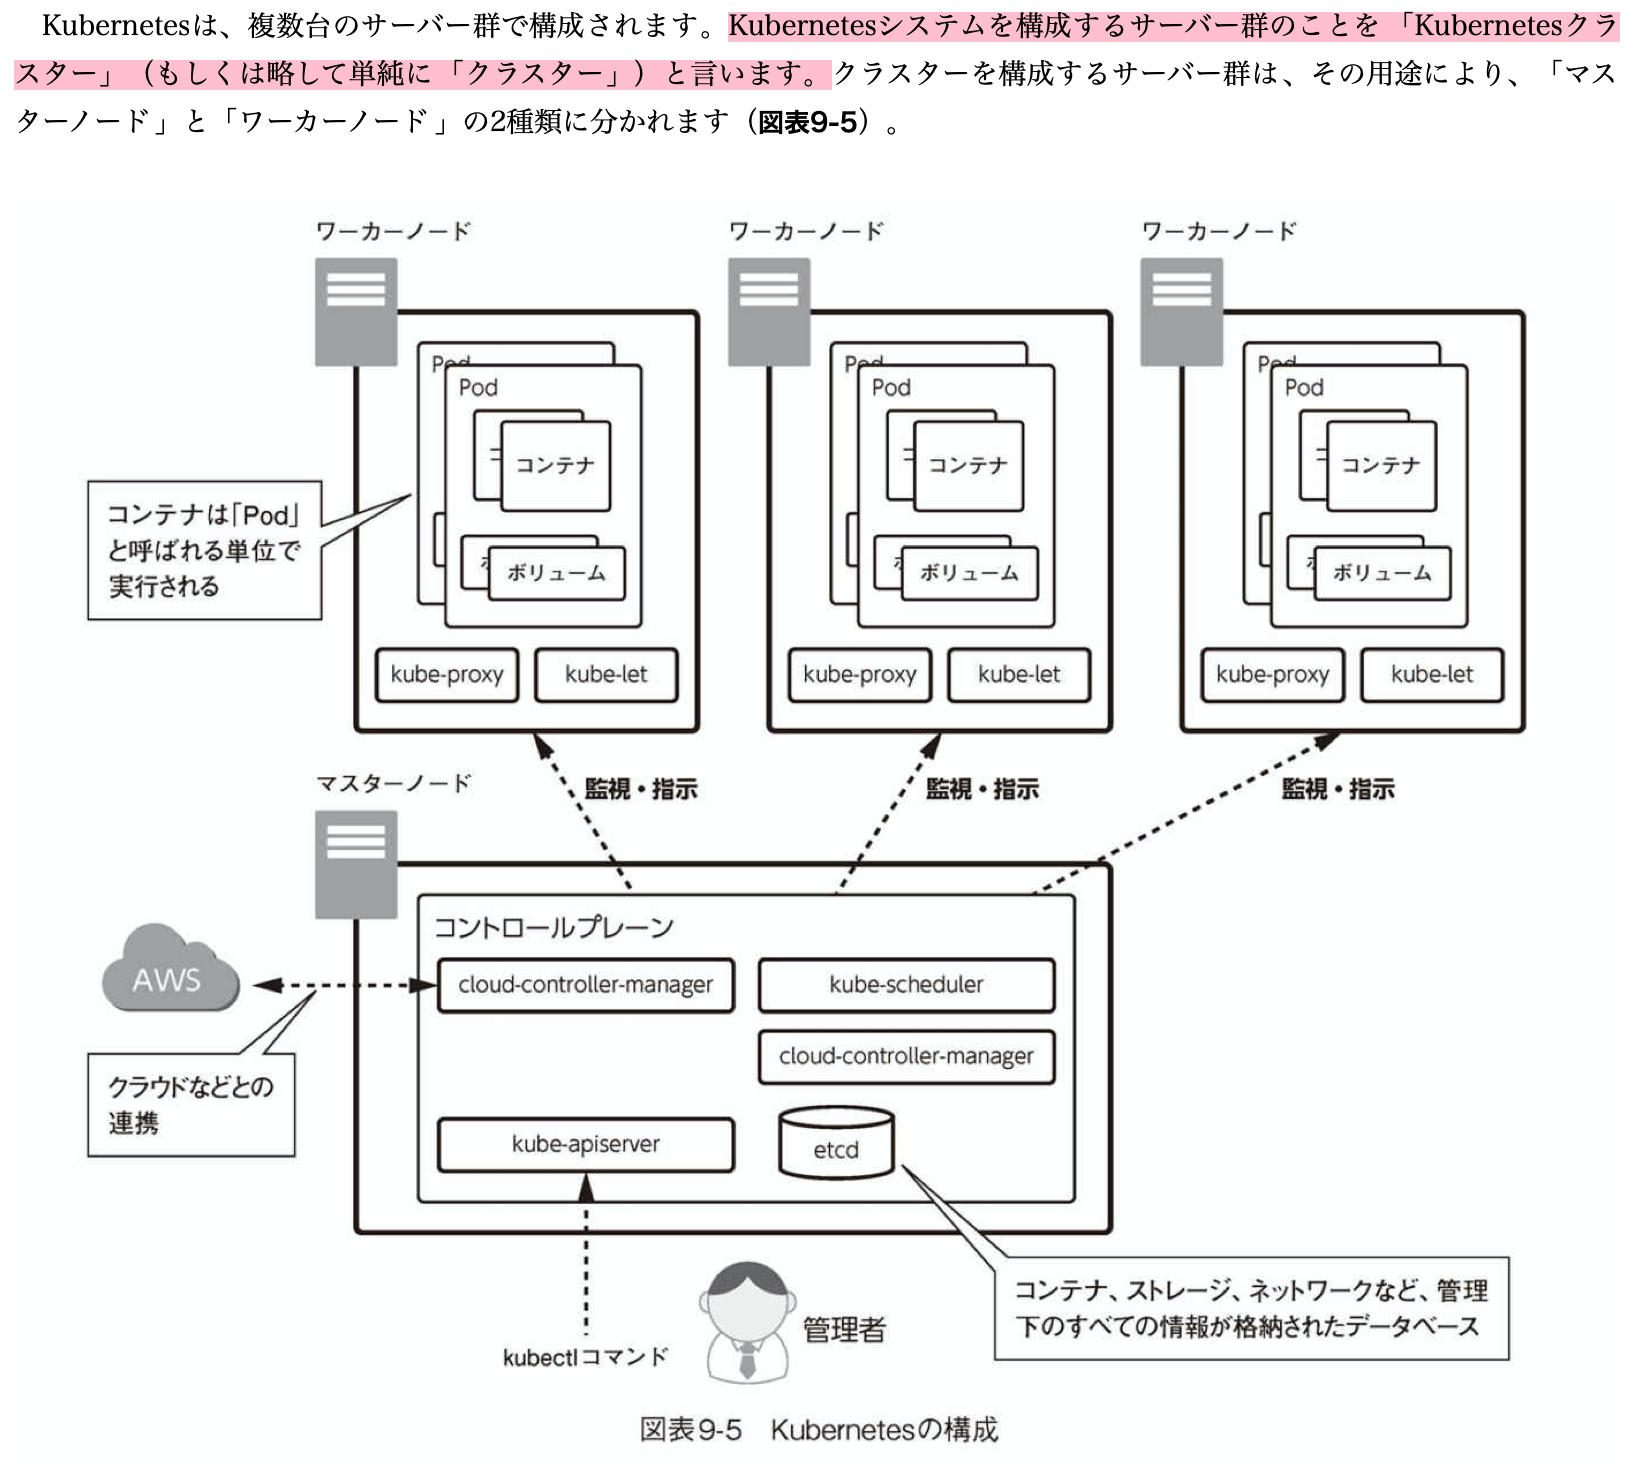 Kubernetesは、複数台のサーバー群で構成されます。Kubernetesシステムを構成するサーバー群のことを「Kubernetesクラ
スター」（もしくは略して単純に「クラスター」）と言います。クラスターを構成するサーバー群は、その用途により、「マス
ターノード」と「ワーカーノード」の2種類に分かれます（図表9-5）。
ワーカーノード
ワーカーノード
ワーカーノード
Pod
Pod
コ
コンテナ
ボ
ボリューム
kube-proxy
kube-let
Pod
Pod
コ
コンテナ
ボ
ボリューム
kube-proxy
kube-let
Pod
Pod
コ
コンテナ
ボ
ボリューム
kube-proxy
kube-let
コンテナは「Pod」
と呼ばれる単位で
実行される
監視・指示
監視・指示
監視・指示
マスターノード
コントロールプレーン
cloud-controller-manager
kube-scheduler
cloud-controller-manager
kube-apiserver
etcd
AWS
クラウドなどとの
連携
コンテナ、ストレージ、ネットワークなど、管理
下のすべての情報が格納されたデータベース
kubectlコマンド
管理者
図表9-5　Kubernetesの構成